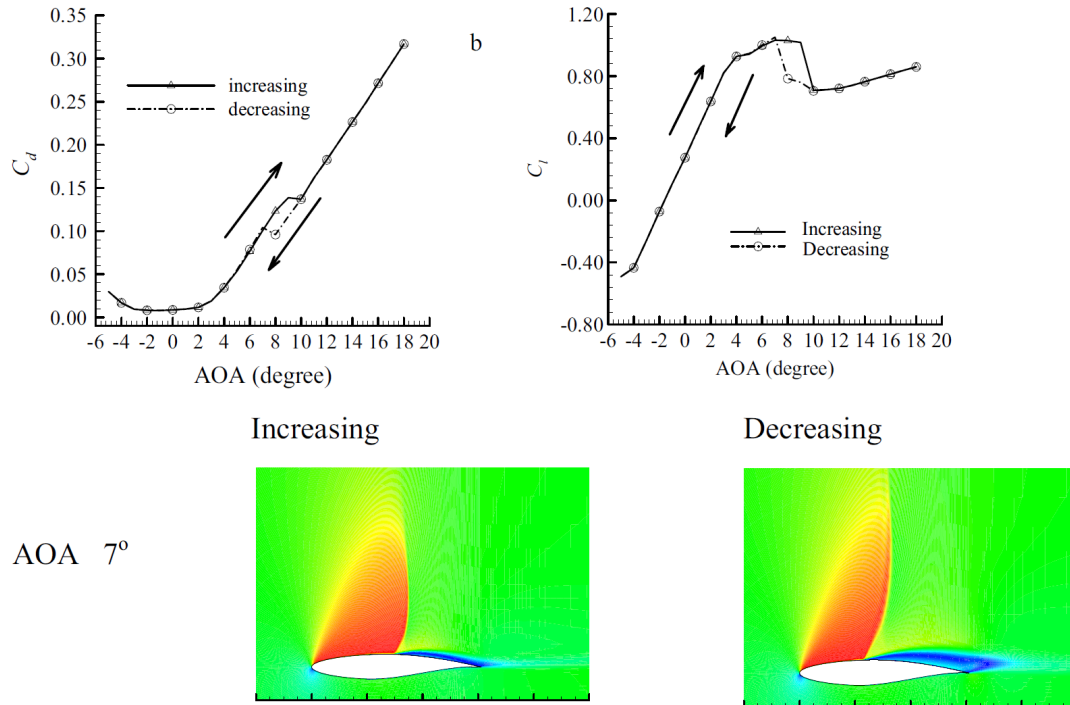 0.35
0.30
0.25
0.20
0.15
0.10
0.05
0.00
C_d
increasing
decreasing
-6 -4 -2 0 2 4 6 8 10 12 14 16 18 20
AOA (degree)
b
1.20
0.80
0.40
0.00
-0.40
-0.80
C_l
Increasing
Decreasing
-6 -4 -2 0 2 4 6 8 10 12 14 16 18 20
AOA (degree)
Increasing Decreasing
AOA 7°